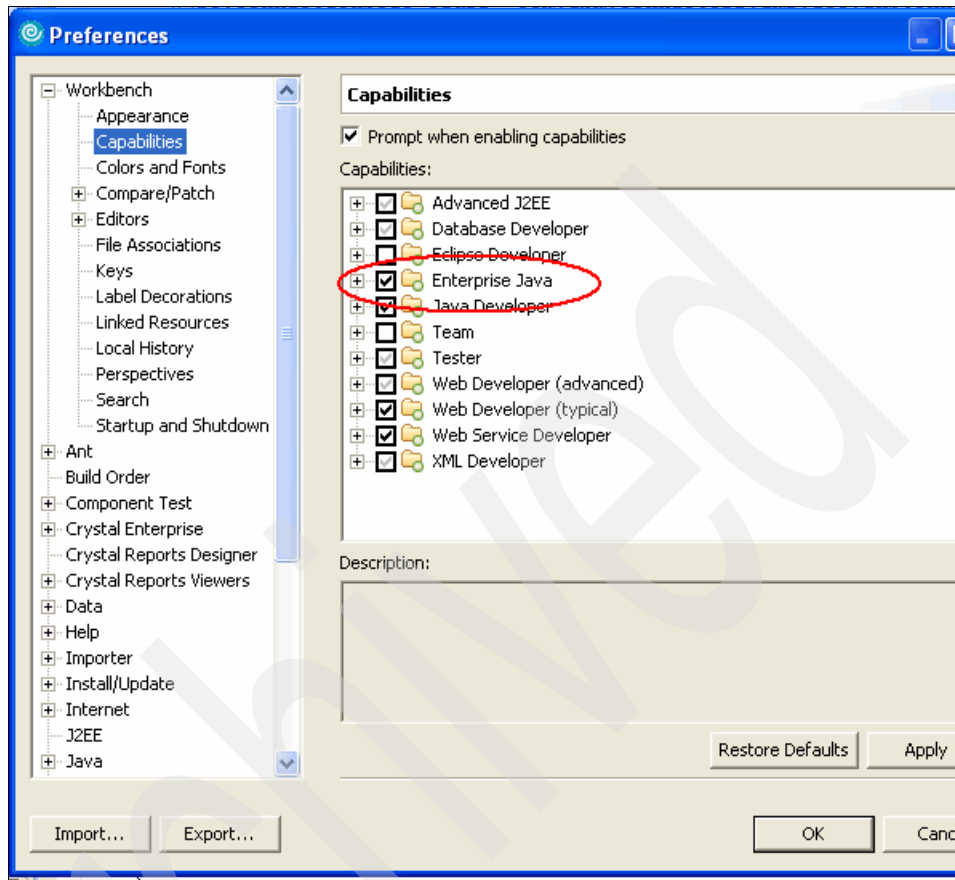 Preferences
Workbench
Appearance
Capabilities
Colors and Fonts
Compare/Patch
Editors
File Associations
Keys
Label Decorations
Linked Resources
Local History
Perspectives
Search
Startup and Shutdown
Ant
Build Order
Component Test
Crystal Enterprise
Crystal Reports Designer
Crystal Reports Viewers
Data
Help
Importer
Install/Update
Internet
J2EE
Java
Capabilities
Prompt when enabling capabilities
Capabilities:
Advanced J2EE
Database Developer
Eclipse Developer
Enterprise Java
Java Developer
Team
Tester
Web Developer (advanced)
Web Developer (typical)
Web Service Developer
XML Developer
Description:
Restore Defaults
Apply
Import...
Export...
OK
Canc
hived